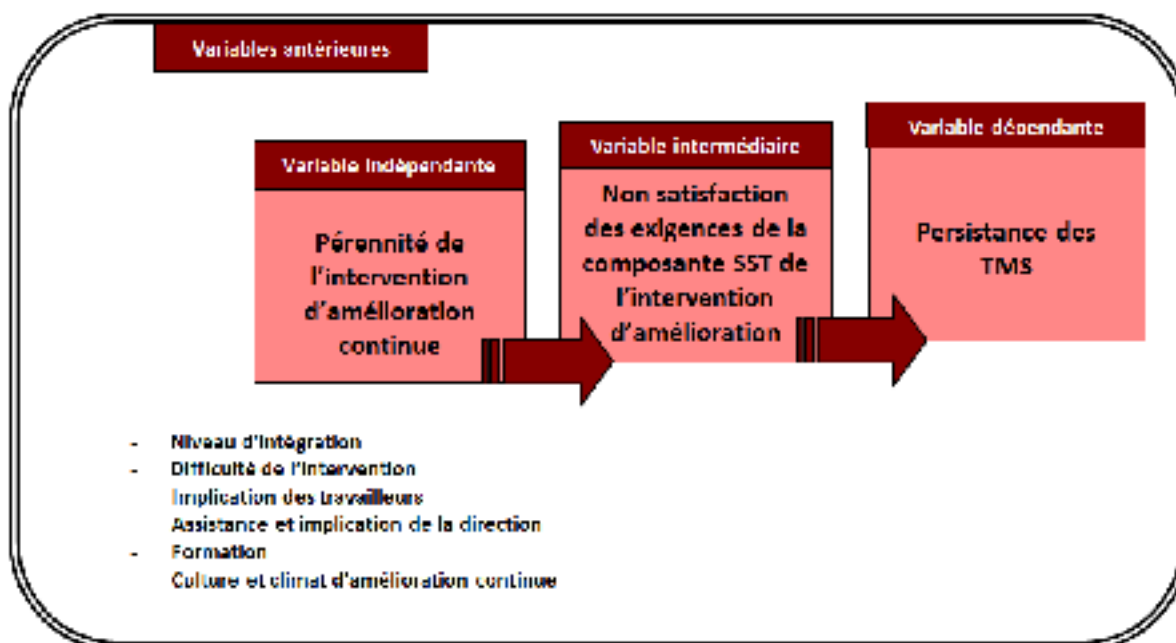 Variables antérieures
Variable indépendante
Pérennité de
l'intervention
d'amélioration
continue
Variable intermédiaire
Non satisfaction
des exigences de la
composante SST de
l'intervention
d'amélioration
Variable dépendante
Persistance des
TMS
- Niveau d'intégration
- Difficulté de l'intervention
Implication des travailleurs
Assistance et implication de la direction
- Formation
Culture et climat d'amélioration continue